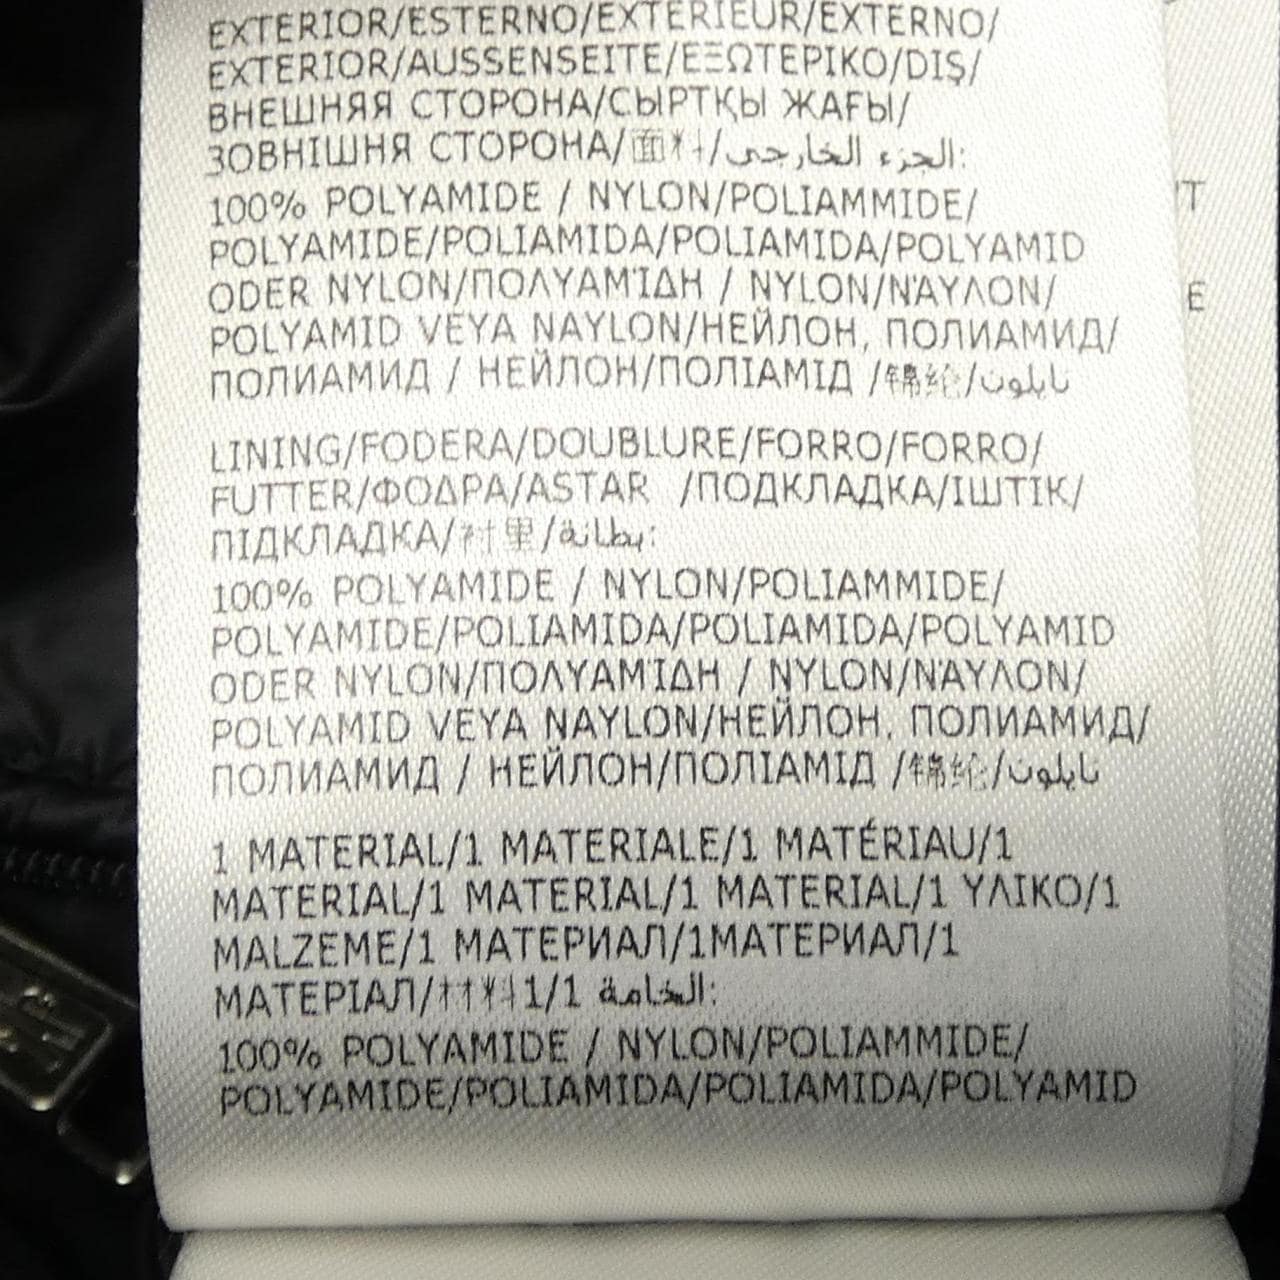 EXTERIOR/ESTERNO/EXTÉRIEUR/EXTERNO/
EXTERIOR/AUSSENSEITE/ΕΞΩΤΕΡΙΚΟ/DIŞ/
ВНЕШНЯЯ СТОРОНА/СЫРТҚЫ ЖАҒЫ/
ЗОВНІШНЯ СТОРОНА/面料/الجزء الخارجي:
100% POLYAMIDE / NYLON/POLIAMMIDE/
POLYAMIDE/POLIAMIDA/POLIAMIDA/POLYAMID
ODER NYLON/ΠΟΛΥΑΜΊΔΗ / NYLON/ΝΆΥΛΟΝ/
POLYAMID VEYA NAYLON/НЕЙЛОН, ПОЛИАМИД/
ПОЛИАМИД / НЕЙЛОН/ПОЛІАМІД /锦纶/نايلون
LINING/FODERA/DOUBLURE/FORRO/FORRO/
FUTTER/ΦΟΔΡΑ/ASTAR /ПОДКЛАДКА/ІШТІК/
ПІДКЛАДКА/衬里/بطانة:
100% POLYAMIDE / NYLON/POLIAMMIDE/
POLYAMIDE/POLIAMIDA/POLIAMIDA/POLYAMID
ODER NYLON/ΠΟΛΥΑΜΊΔΗ / NYLON/ΝΆΥΛΟΝ/
POLYAMID VEYA NAYLON/НЕЙЛОН, ПОЛИАМИД/
ПОЛИАМИД / НЕЙЛОН/ПОЛІАМІД /锦纶/نايلون
1 MATERIAL/1 MATERIALE/1 MATÉRIAU/1
MATERIAL/1 MATERIAL/1 MATERIAL/1 ΥΛΙΚΟ/1
MALZEME/1 МАТЕРИАЛ/1МАТЕРИАЛ/1
МАТЕРІАЛ/材料1/1 الخامة:
100% POLYAMIDE / NYLON/POLIAMMIDE/
POLYAMIDE/POLIAMIDA/POLIAMIDA/POLYAMID